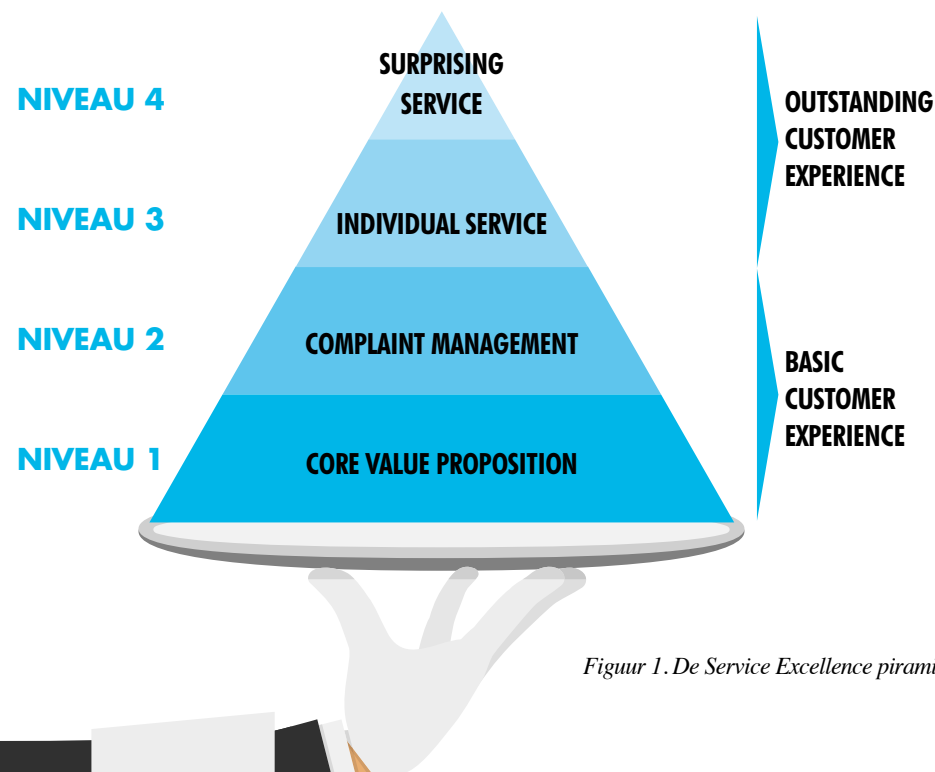 NIVEAU 4
SURPRISING
SERVICE
OUTSTANDING
CUSTOMER
EXPERIENCE
NIVEAU 3
INDIVIDUAL SERVICE
NIVEAU 2
COMPLAINT MANAGEMENT
BASIC
CUSTOMER
EXPERIENCE
NIVEAU 1
CORE VALUE PROPOSITION
Figuur 1. De Service Excellence